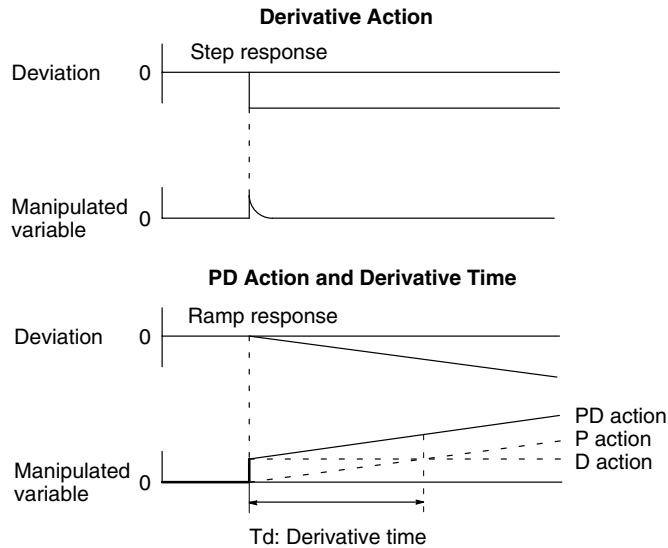 Derivative Action
Step response
Deviation 0
Manipulated
variable
0
PD Action and Derivative Time
Ramp response
Deviation 0
PD action
P action
D action
Manipulated
variable
0
Td: Derivative time